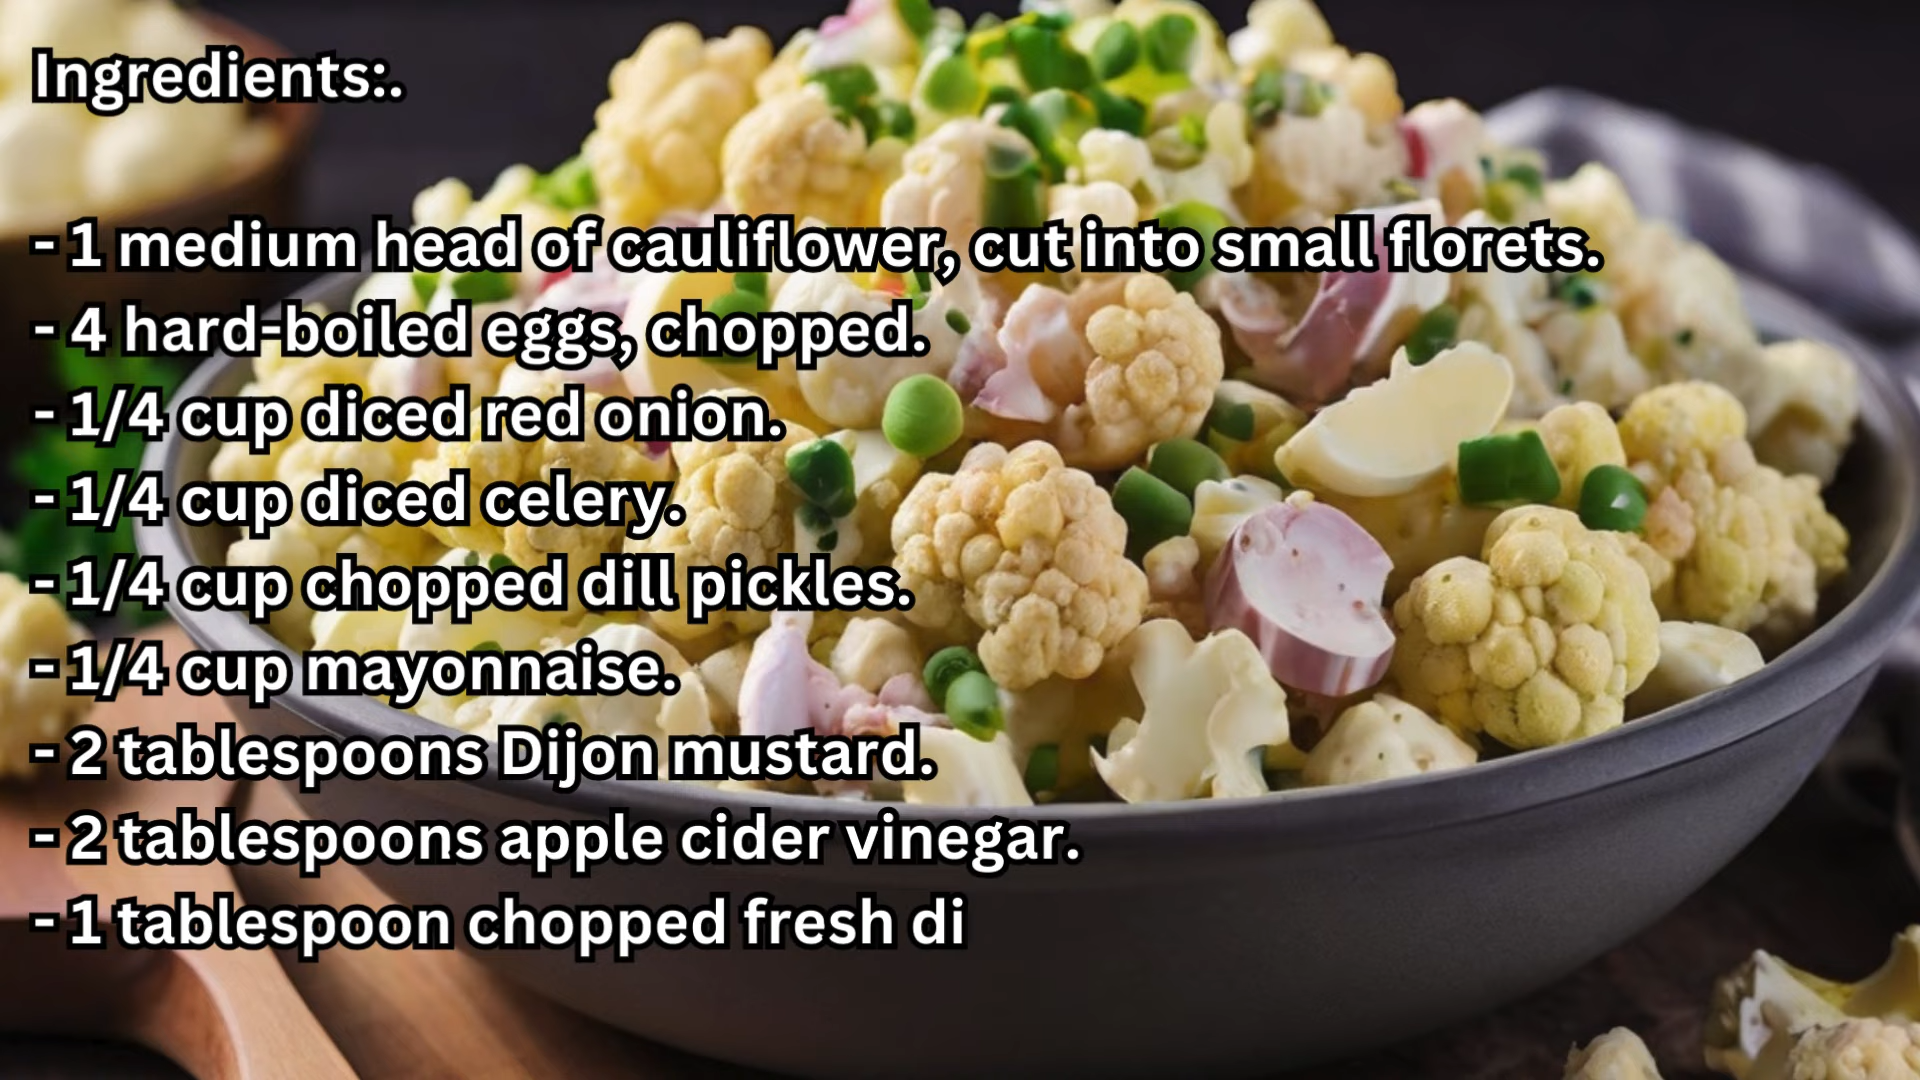 Ingredients:.
- 1 medium head of cauliflower, cut into small florets.
- 4 hard-boiled eggs, chopped.
- 1/4 cup diced red onion.
- 1/4 cup diced celery.
- 1/4 cup chopped dill pickles.
- 1/4 cup mayonnaise.
- 2 tablespoons Dijon mustard.
- 2 tablespoons apple cider vinegar.
- 1 tablespoon chopped fresh di